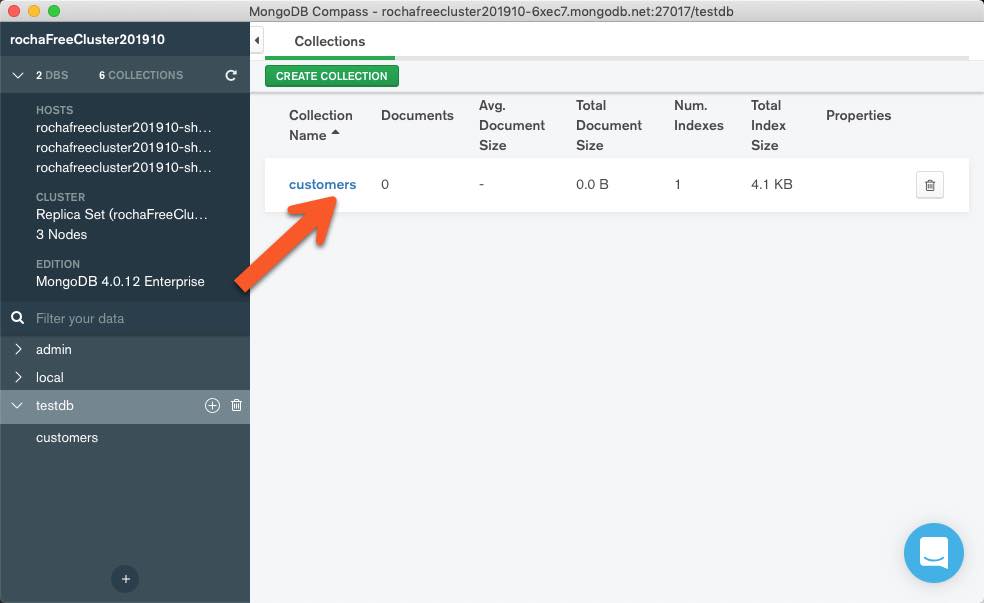 MongoDB Compass - rochafreecluster201910-6xec7.mongodb.net:27017/testdb
rochaFreeCluster201910
2 DBS 6 COLLECTIONS
HOSTS
rochafreecluster201910-sh...
rochafreecluster201910-sh...
rochafreecluster201910-sh...
CLUSTER
Replica Set (rochaFreeClu...
3 Nodes
EDITION
MongoDB 4.0.12 Enterprise
Filter your data
admin
local
testdb
customers
Collections
CREATE COLLECTION
Collection
Name
Documents
Avg.
Document
Size
Total
Document
Size
Num.
Indexes
Total
Index
Size
Properties
customers 0 - 0.0 B 1 4.1 KB